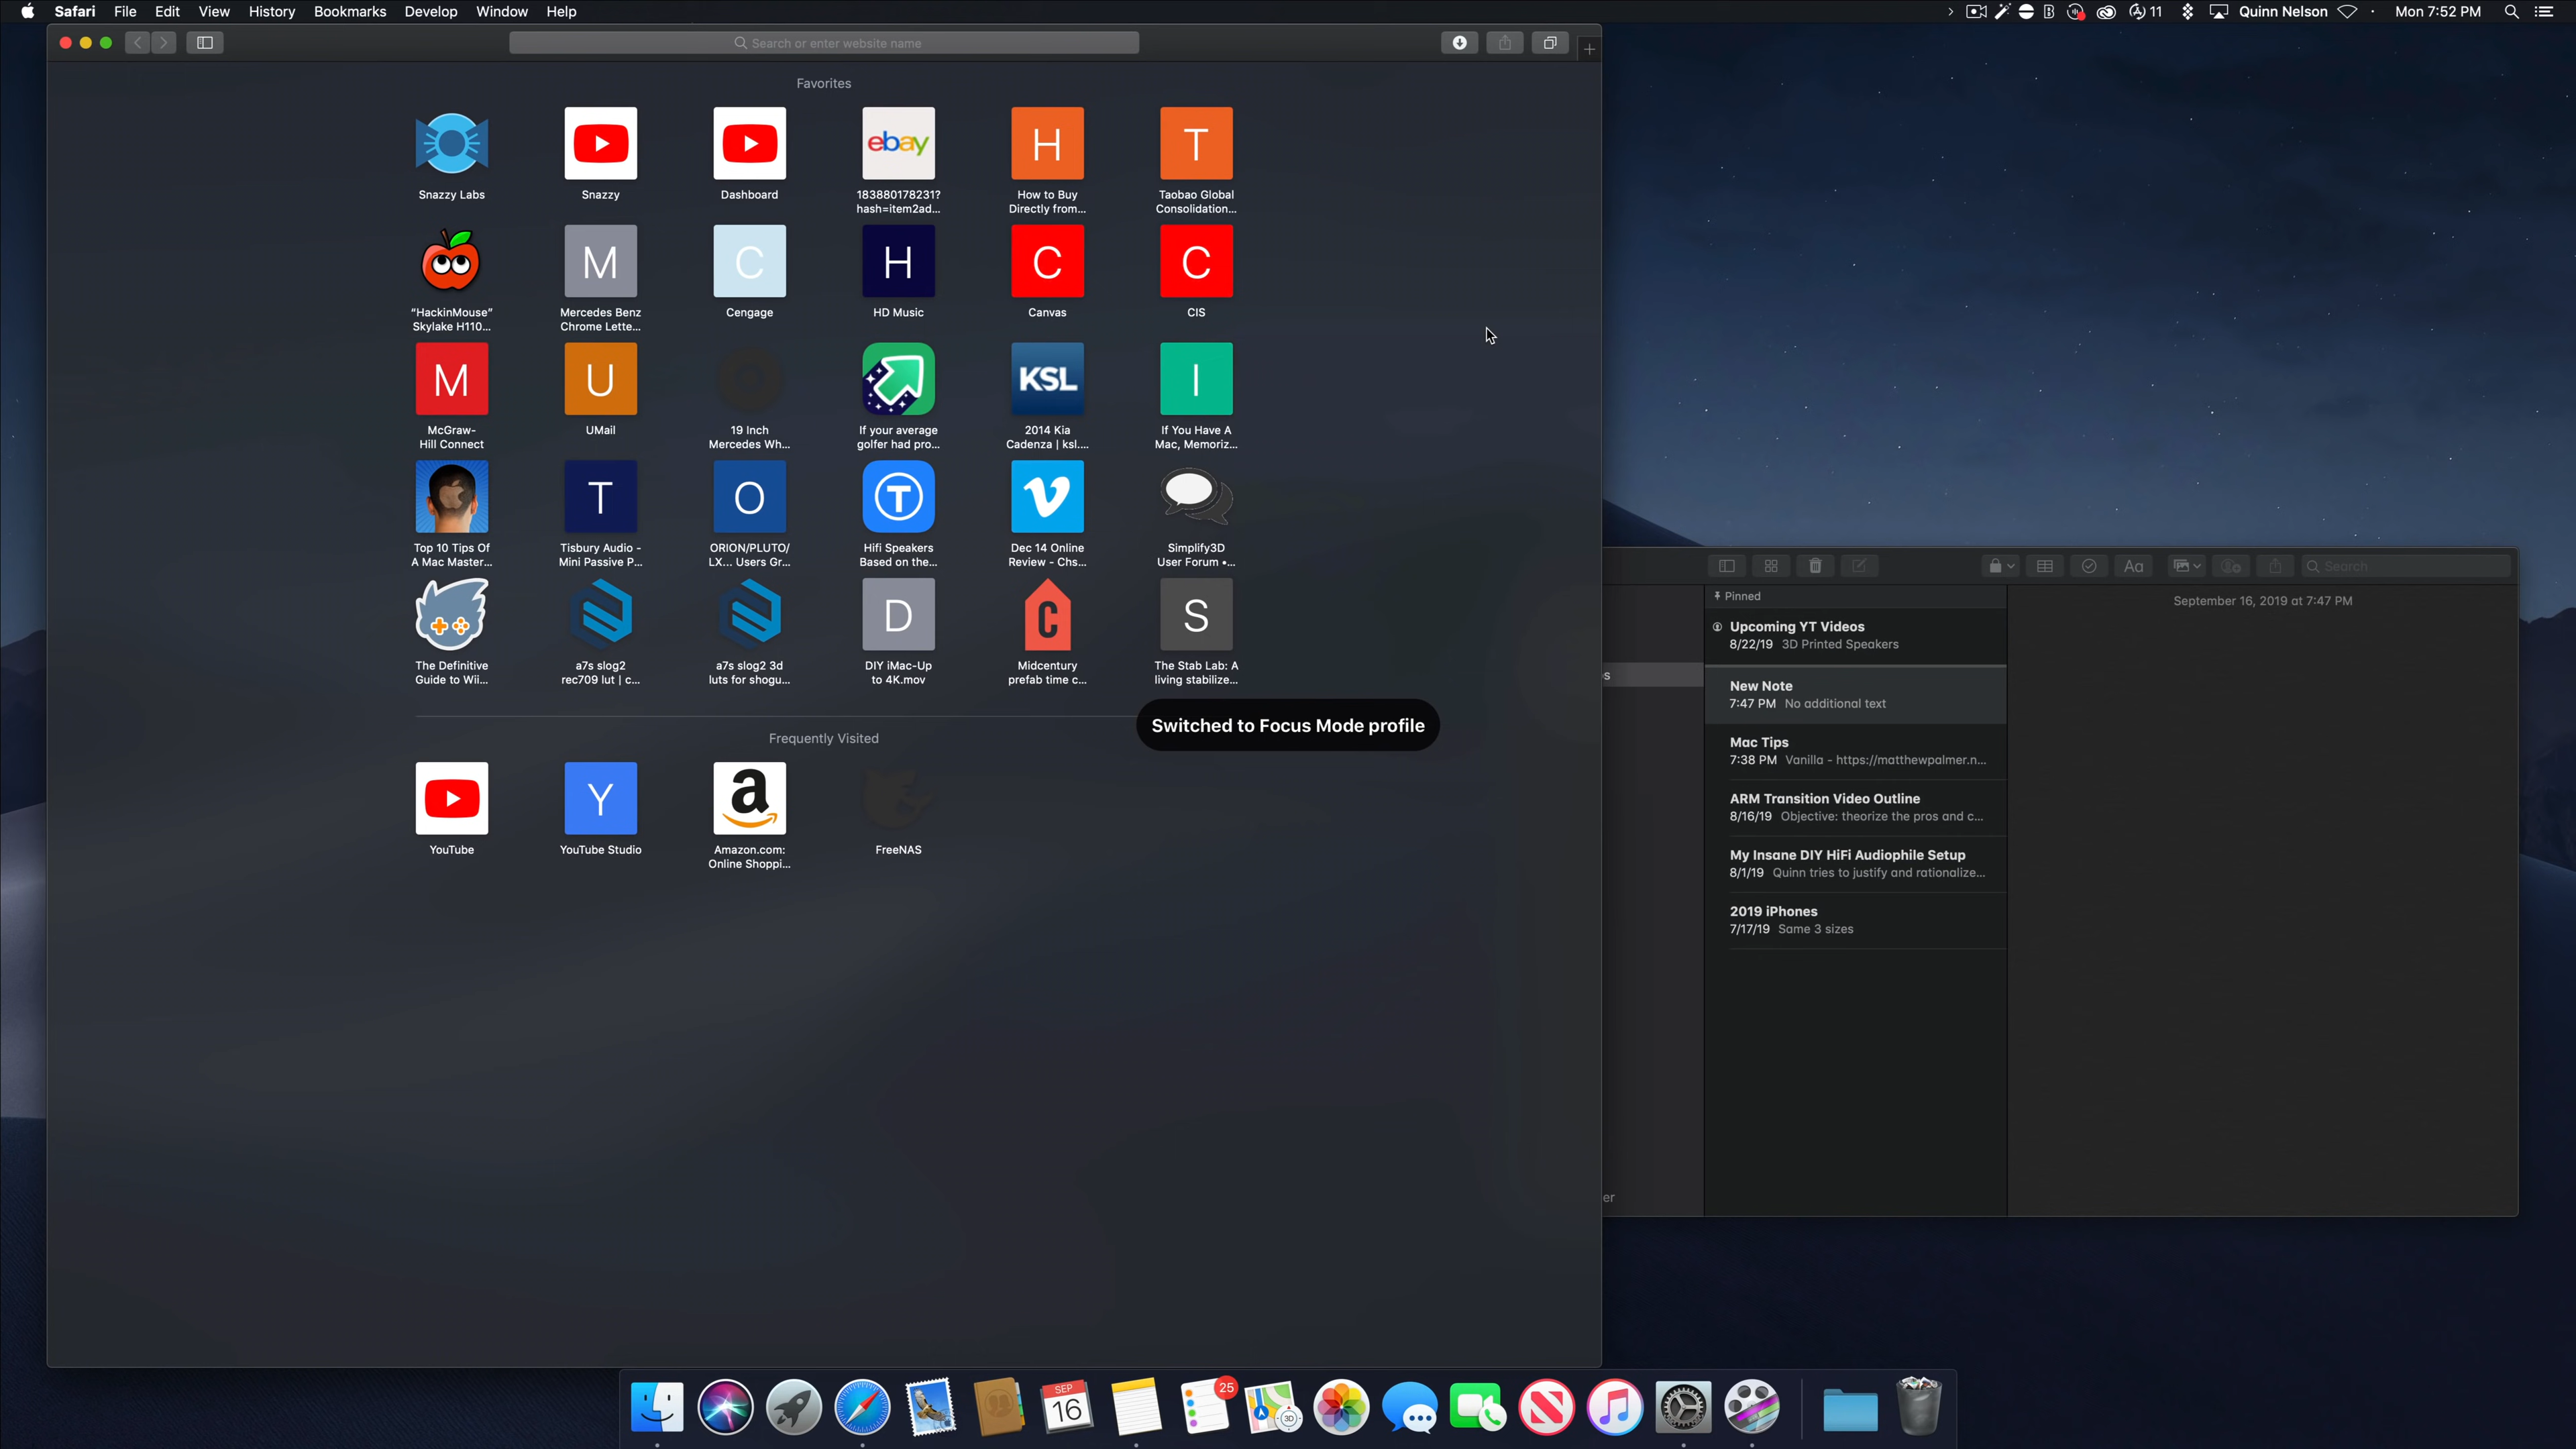 Safari File Edit View History Bookmarks Develop Window Help
11 Quinn Nelson Mon 7:52 PM
Search or enter website name
Favorites
Snazzy Labs
Snazzy
Dashboard
ebay
183880178231?
hash=item2ad...
H
How to Buy
Directly from...
T
Taobao Global
Consolidation...
"HackinMouse"
Skylake H110...
M
Mercedes Benz
Chrome Lette...
C
Cengage
H
HD Music
C
Canvas
C
CIS
M
McGraw-
Hill Connect
U
UMail
19 Inch
Mercedes Wh...
If your average
golfer had pro...
KSL
2014 Kia
Cadenza | ksl....
I
If You Have A
Mac, Memoriz...
Top 10 Tips Of
A Mac Master...
T
Tisbury Audio -
Mini Passive P...
O
ORION/PLUTO/
LX... Users Gr...
T
Hifi Speakers
Based on the...
Dec 14 Online
Review - Chs...
Simplify3D
User Forum •...
The Definitive
Guide to Wii...
a7s slog2
rec709 lut | c...
a7s slog2 3d
luts for shogu...
D
DIY iMac-Up
to 4K.mov
C
Midcentury
prefab time c...
S
The Stab Lab: A
living stabilize...
Switched to Focus Mode profile
Frequently Visited
YouTube
Y
YouTube Studio
a
Amazon.com:
Online Shoppi...
FreeNAS
Aa
Search
Pinned
Upcoming YT Videos
8/22/19 3D Printed Speakers
New Note
7:47 PM No additional text
Mac Tips
7:38 PM Vanilla - https://matthewpalmer.n...
ARM Transition Video Outline
8/16/19 Objective: theorize the pros and c...
My Insane DIY HiFi Audiophile Setup
8/1/19 Quinn tries to justify and rationalize...
2019 iPhones
7/17/19 Same 3 sizes
September 16, 2019 at 7:47 PM
s
er
SEP
16
25
3D